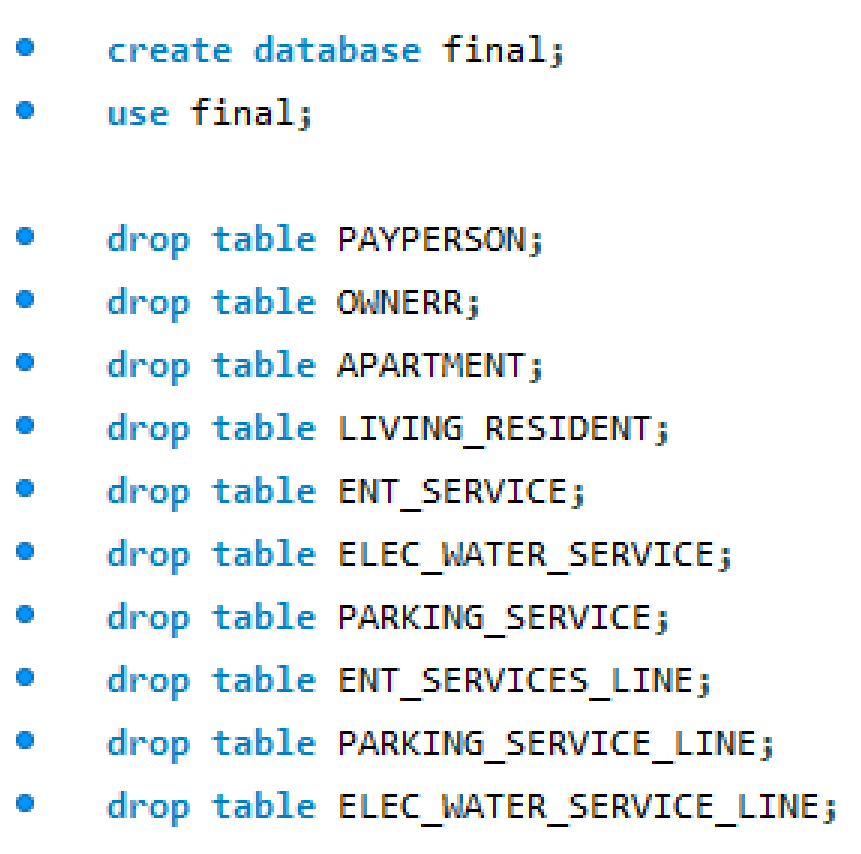 create database final;
use final;
drop table PAYPERSON;
drop table OWNERR;
drop table APARTMENT;
drop table LIVING_RESIDENT;
drop table ENT_SERVICE;
drop table ELEC_WATER_SERVICE;
drop table PARKING_SERVICE;
drop table ENT_SERVICES_LINE;
drop table PARKING_SERVICE_LINE;
drop table ELEC_WATER_SERVICE_LINE;